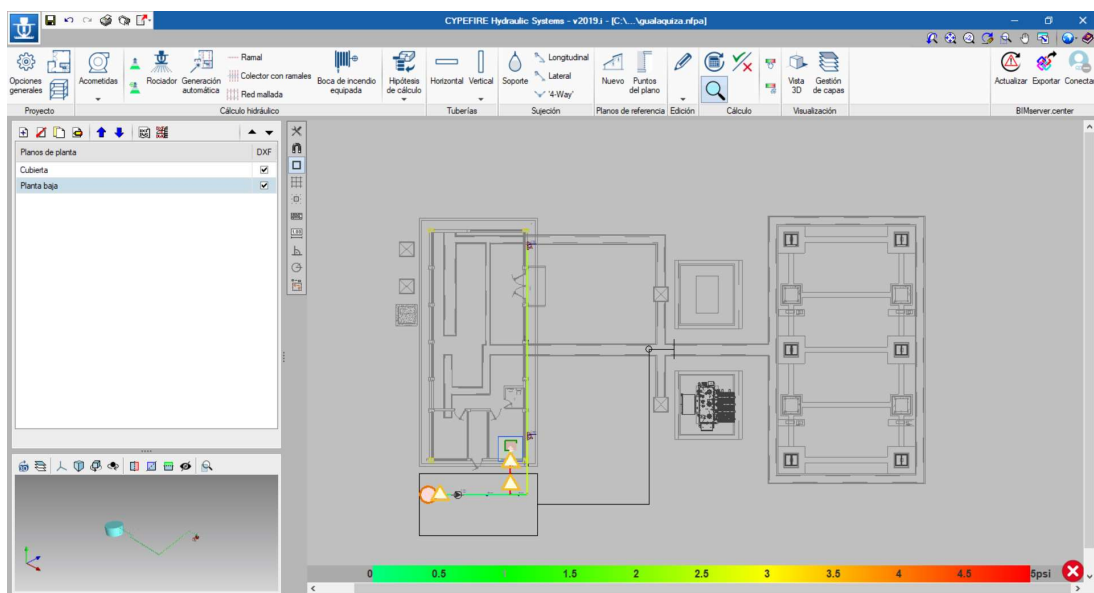 CYPEFIRE Hydraulic Systems - v2019.i - [C:\...\gualaquiza.nfpa]
Opciones generales
Acometidas
Rociador
Generación automática
Ramal
Colector con ramales
Red mallada
Boca de incendio equipada
Hipótesis de cálculo
Horizontal
Vertical
Soporte
Longitudinal
Lateral
'4-Way'
Nuevo
Puntos del plano
Vista 3D
Gestión de capas
Actualizar
Exportar
Conecta
Proyecto
Cálculo hidráulico
Tuberías
Sujeción
Planos de referencia
Edición
Cálculo
Visualización
BIMserver.center
Planos de planta
DXF
Cubierta
Planta baja
0 0.5 1.5 2 2.5 3 3.5 4 4.5 5psi